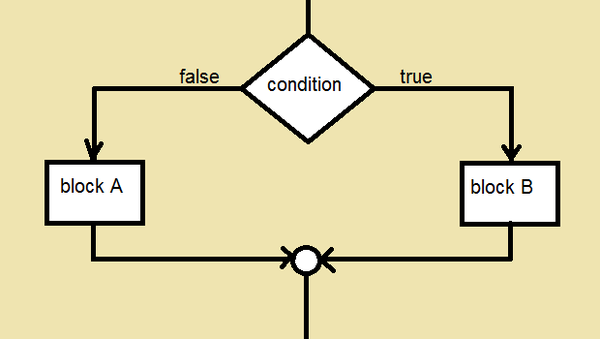 false
condition
true
block A
block B